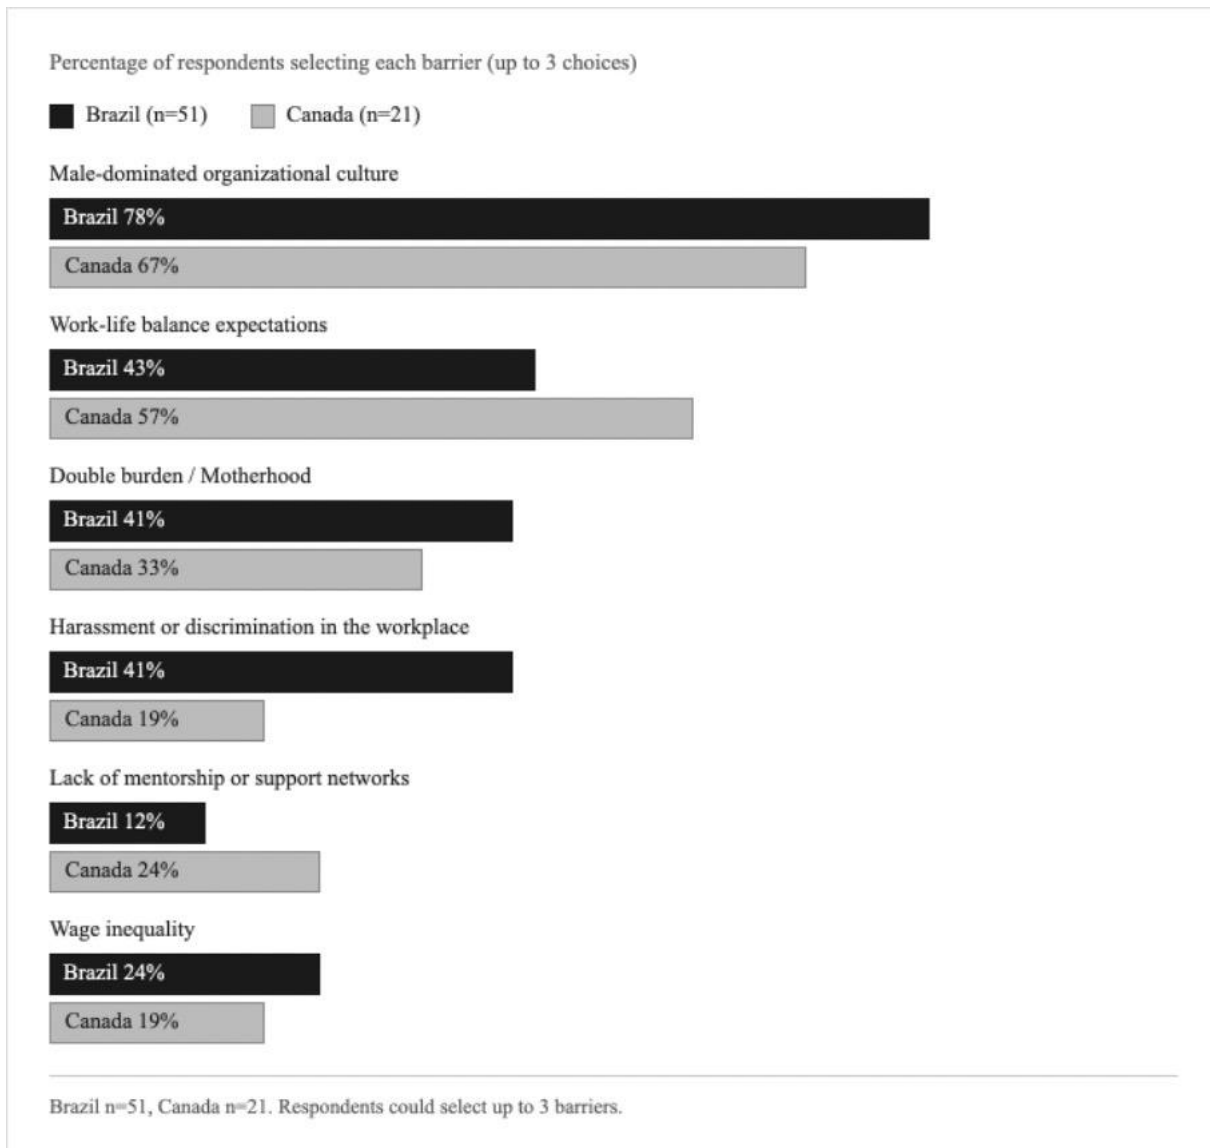 Percentage of respondents selecting each barrier (up to 3 choices)
Brazil (n=51) Canada (n=21)
Male-dominated organizational culture
Brazil 78%
Canada 67%
Work-life balance expectations
Brazil 43%
Canada 57%
Double burden / Motherhood
Brazil 41%
Canada 33%
Harassment or discrimination in the workplace
Brazil 41%
Canada 19%
Lack of mentorship or support networks
Brazil 12%
Canada 24%
Wage inequality
Brazil 24%
Canada 19%
Brazil n=51, Canada n=21. Respondents could select up to 3 barriers.